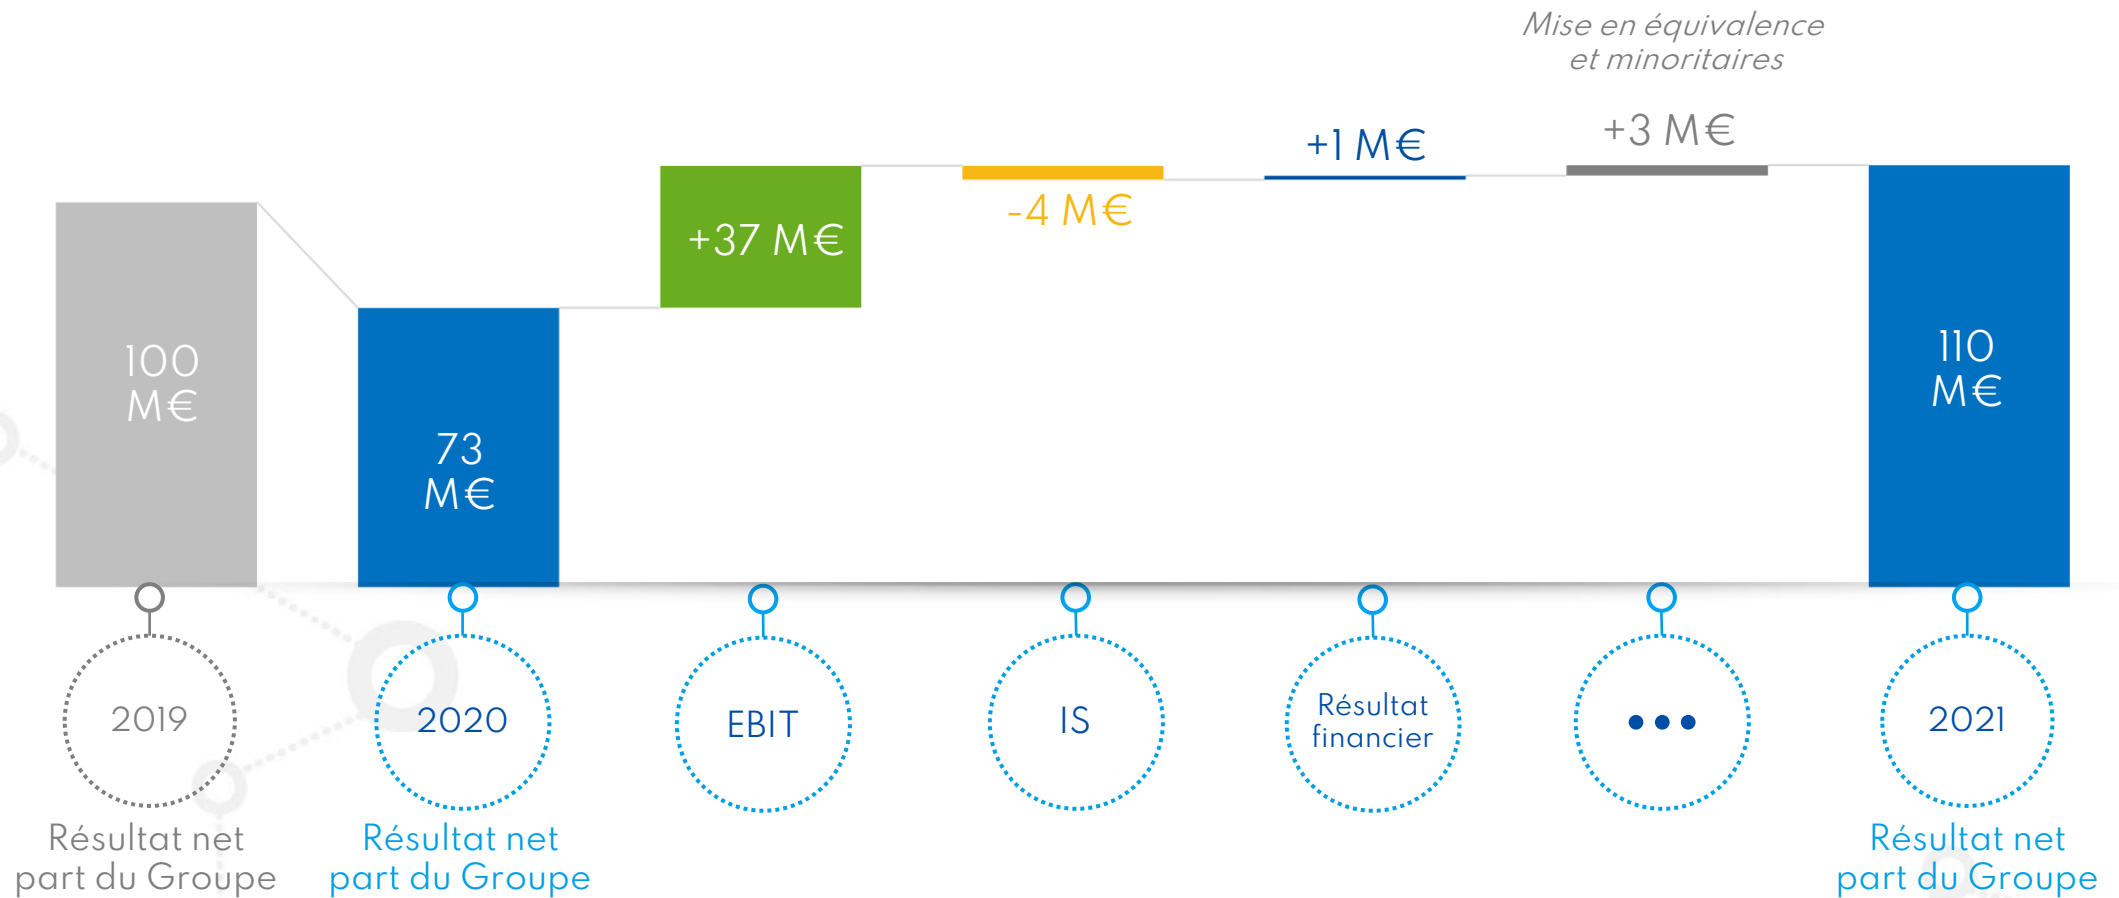 Mise en équivalence
et minoritaires
+1 M€
+3 M€
-4 M€
+37 M€
100
M€
73
M€
110
M€
2019
2020
EBIT
IS
Résultat
financier
•••
2021
Résultat net
part du Groupe
Résultat net
part du Groupe
Résultat net
part du Groupe